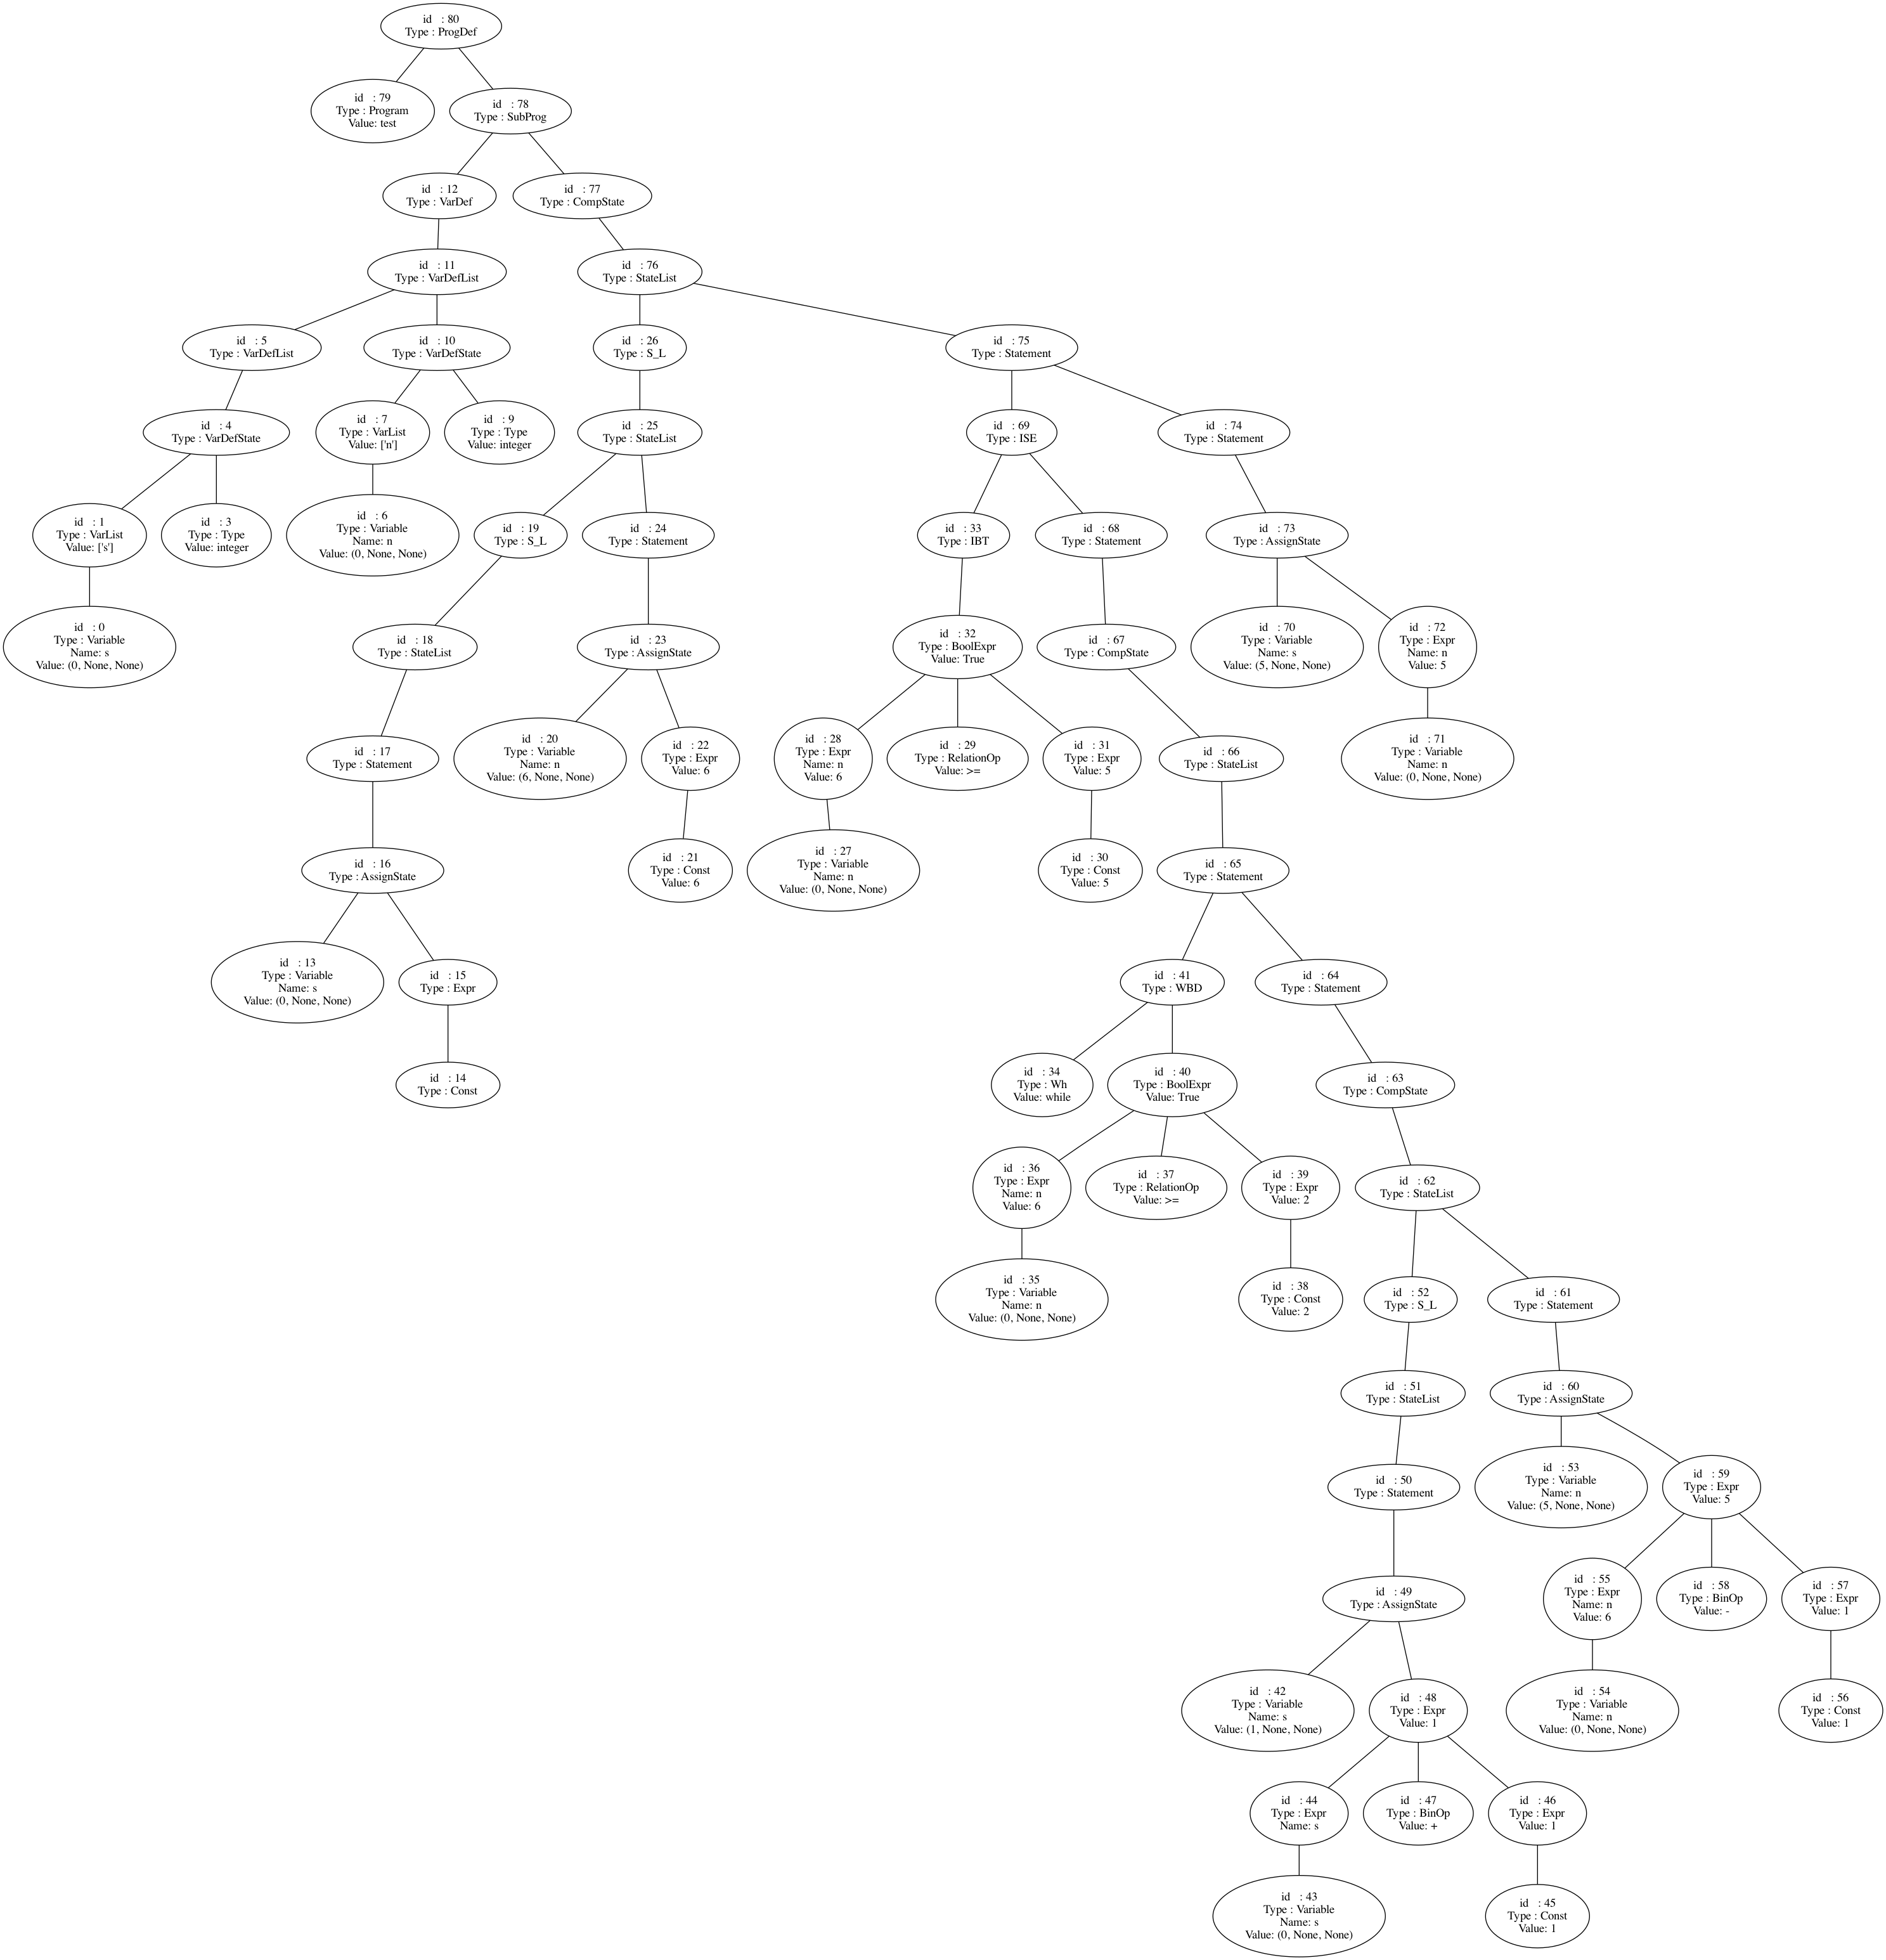 id : 80
Type : ProgDef
id : 79
Type : Program
Value: test
id : 78
Type : SubProg
id : 12
Type : VarDef
id : 77
Type : CompState
id : 11
Type : VarDefList
id : 76
Type : StateList
id : 5
Type : VarDefList
id : 10
Type : VarDefState
id : 26
Type : S_L
id : 75
Type : Statement
id : 4
Type : VarDefState
id : 7
Type : VarList
Value: ['n']
id : 9
Type : Type
Value: integer
id : 25
Type : StateList
id : 69
Type : ISE
id : 74
Type : Statement
id : 1
Type : VarList
Value: ['s']
id : 3
Type : Type
Value: integer
id : 6
Type : Variable
Name: n
Value: (0, None, None)
id : 19
Type : S_L
id : 24
Type : Statement
id : 33
Type : IBT
id : 68
Type : Statement
id : 73
Type : AssignState
id : 0
Type : Variable
Name: s
Value: (0, None, None)
id : 18
Type : StateList
id : 23
Type : AssignState
id : 32
Type : BoolExpr
Value: True
id : 67
Type : CompState
id : 70
Type : Variable
Name: s
Value: (5, None, None)
id : 72
Type : Expr
Name: n
Value: 5
id : 17
Type : Statement
id : 20
Type : Variable
Name: n
Value: (6, None, None)
id : 22
Type : Expr
Value: 6
id : 28
Type : Expr
Name: n
Value: 6
id : 29
Type : RelationOp
Value: >=
id : 31
Type : Expr
Value: 5
id : 66
Type : StateList
id : 71
Type : Variable
Name: n
Value: (0, None, None)
id : 16
Type : AssignState
id : 21
Type : Const
Value: 6
id : 27
Type : Variable
Name: n
Value: (0, None, None)
id : 30
Type : Const
Value: 5
id : 65
Type : Statement
id : 13
Type : Variable
Name: s
Value: (0, None, None)
id : 15
Type : Expr
id : 41
Type : WBD
id : 64
Type : Statement
id : 14
Type : Const
id : 34
Type : Wh
Value: while
id : 40
Type : BoolExpr
Value: True
id : 63
Type : CompState
id : 36
Type : Expr
Name: n
Value: 6
id : 37
Type : RelationOp
Value: >=
id : 39
Type : Expr
Value: 2
id : 62
Type : StateList
id : 35
Type : Variable
Name: n
Value: (0, None, None)
id : 38
Type : Const
Value: 2
id : 52
Type : S_L
id : 61
Type : Statement
id : 51
Type : StateList
id : 60
Type : AssignState
id : 50
Type : Statement
id : 53
Type : Variable
Name: n
Value: (5, None, None)
id : 59
Type : Expr
Value: 5
id : 49
Type : AssignState
id : 55
Type : Expr
Name: n
Value: 6
id : 58
Type : BinOp
Value: -
id : 57
Type : Expr
Value: 1
id : 42
Type : Variable
Name: s
Value: (1, None, None)
id : 48
Type : Expr
Value: 1
id : 54
Type : Variable
Name: n
Value: (0, None, None)
id : 56
Type : Const
Value: 1
id : 44
Type : Expr
Name: s
id : 47
Type : BinOp
Value: +
id : 46
Type : Expr
Value: 1
id : 43
Type : Variable
Name: s
Value: (0, None, None)
id : 45
Type : Const
Value: 1